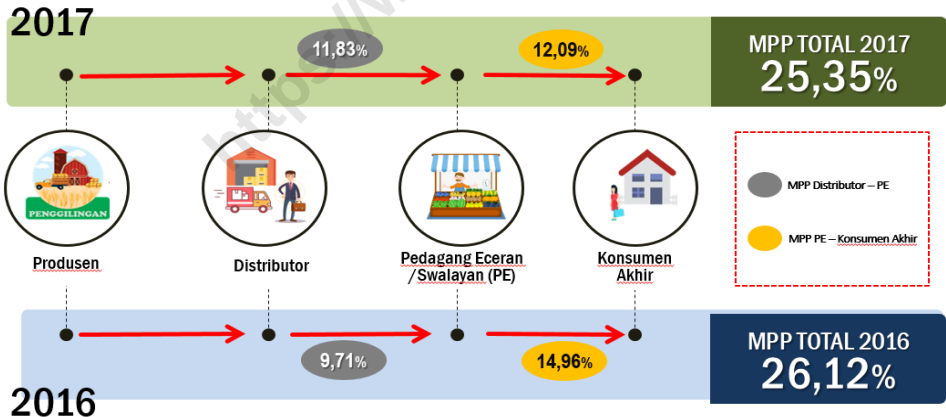 2017
11,83%
12,09%
MPP TOTAL 2017
25,35%
https://w
PENGGILINGAN
MPP Distributor – PE
MPP PE – Konsumen Akhir
Produsen
Distributor
Pedagang Eceran
/Swalayan (PE)
Konsumen
Akhir
9,71%
14,96%
MPP TOTAL 2016
26,12%
2016